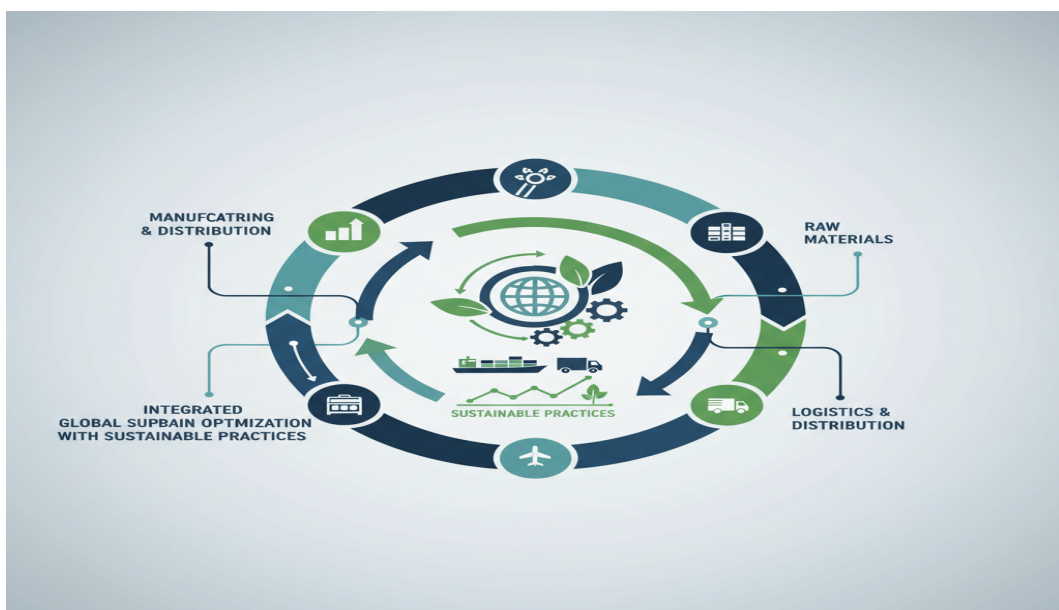 MANUFCATRING
& DISTRIBUTION
RAW
MATERIALS
INTEGRATED
GLOBAL SUPBAIN OPTMIZATION
WITH SUSTAINABLE PRACTICES
SUSTAINABLE PRACTICES
LOGISTICS &
DISTRIBUTION